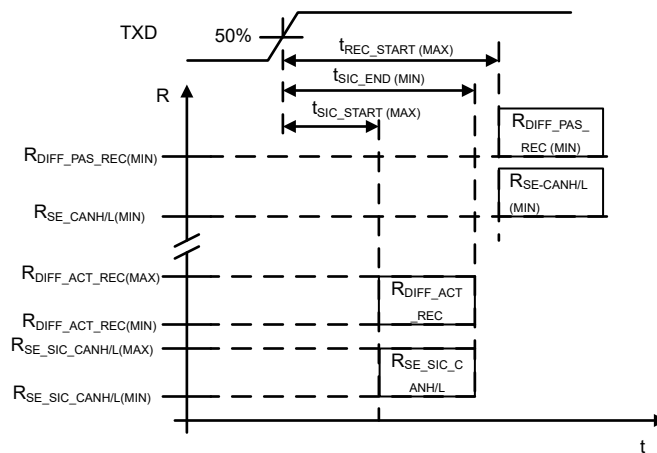 TXD
50%
tREC_START (MAX)
tSIC_END (MIN)
tSIC_START (MAX)
R
RDIFF_PAS_
REC (MIN)
RDIFF_PAS_REC(MIN)
RSE-CANH/L
(MIN)
RSE_CANH/L(MIN)
RDIFF_ACT_REC(MAX)
RDIFF_ACT
_REC
RDIFF_ACT_REC(MIN)
RSE_SIC_CANH/L(MAX)
RSE_SIC_C
ANH/L
RSE_SIC_CANH/L(MIN)
t